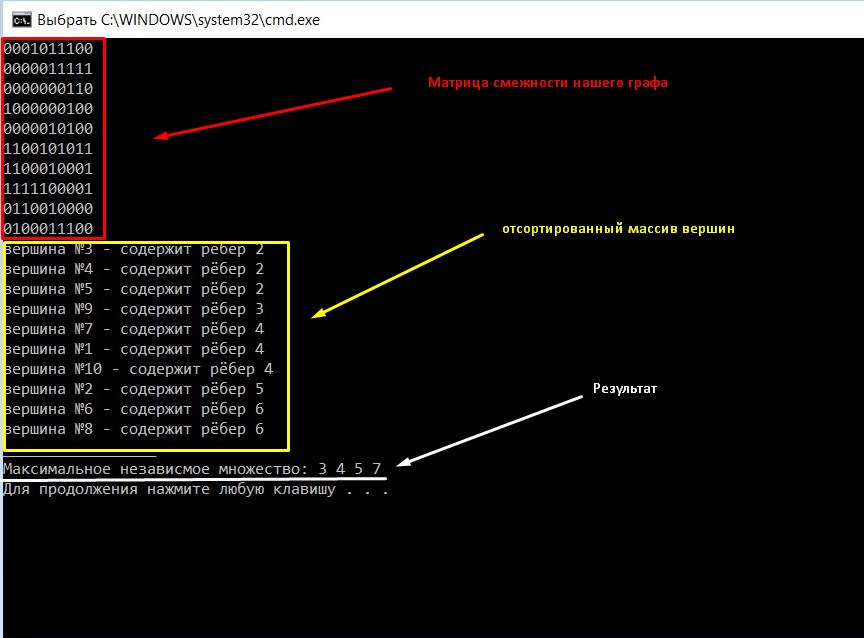 Выбрать C:\WINDOWS\system32\cmd.exe
0001011100
0000011111
0000000110
1000000100
0000010100
1100101011
1100010001
1111100001
0110010000
0100011100
Матрица смежности нашего графа
вершина №3 - содержит рёбер 2
вершина №4 - содержит рёбер 2
вершина №5 - содержит рёбер 2
вершина №9 - содержит рёбер 3
вершина №7 - содержит рёбер 4
вершина №1 - содержит рёбер 4
вершина №10 - содержит рёбер 4
вершина №2 - содержит рёбер 5
вершина №6 - содержит рёбер 6
вершина №8 - содержит рёбер 6
отсортированный массив вершин
Результат
Максимальное независмое множество: 3 4 5 7
Для продолжения нажмите любую клавишу . . .